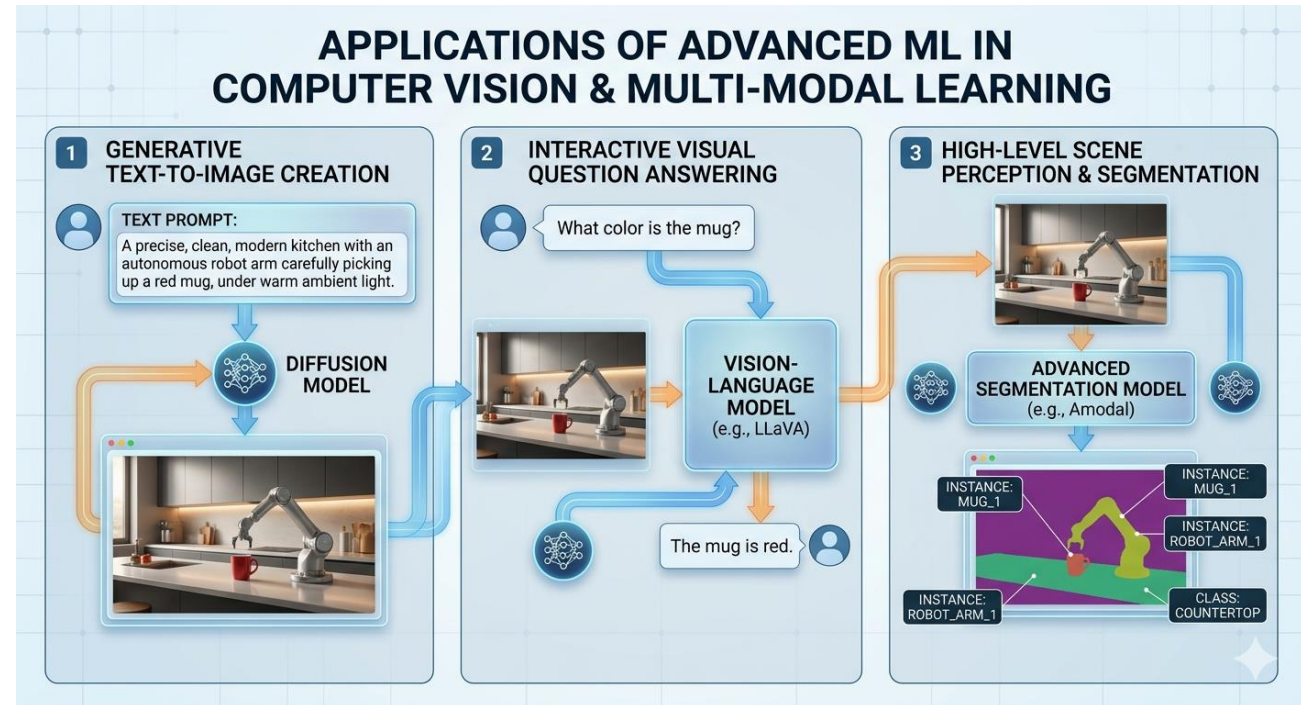 APPLICATIONS OF ADVANCED ML IN
COMPUTER VISION & MULTI-MODAL LEARNING
1
GENERATIVE
TEXT-TO-IMAGE CREATION
TEXT PROMPT:
A precise, clean, modern kitchen with an
autonomous robot arm carefully picking
up a red mug, under warm ambient light.
DIFFUSION
MODEL
2
INTERACTIVE VISUAL
QUESTION ANSWERING
What color is the mug?
VISION-
LANGUAGE
MODEL
(e.g., LLaVA)
The mug is red.
3
HIGH-LEVEL SCENE
PERCEPTION & SEGMENTATION
ADVANCED
SEGMENTATION MODEL
(e.g., Amodal)
INSTANCE:
MUG_1
INSTANCE:
MUG_1
INSTANCE:
ROBOT_ARM_1
INSTANCE:
ROBOT_ARM_1
CLASS:
COUNTERTOP